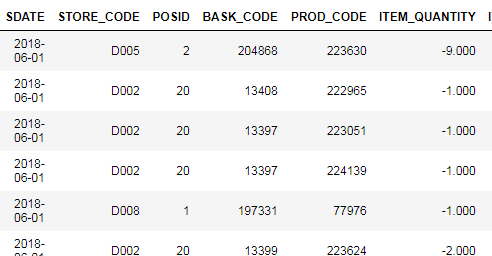 SDATE STORE_CODE POSID BASK_CODE PROD_CODE ITEM_QUANTITY
2018-
06-01 D005 2 204868 223630 -9.000
2018-
06-01 D002 20 13408 222965 -1.000
2018-
06-01 D002 20 13397 223051 -1.000
2018-
06-01 D002 20 13397 224139 -1.000
2018-
06-01 D008 1 197331 77976 -1.000
2018-
06-01 D002 20 13399 223624 -2.000